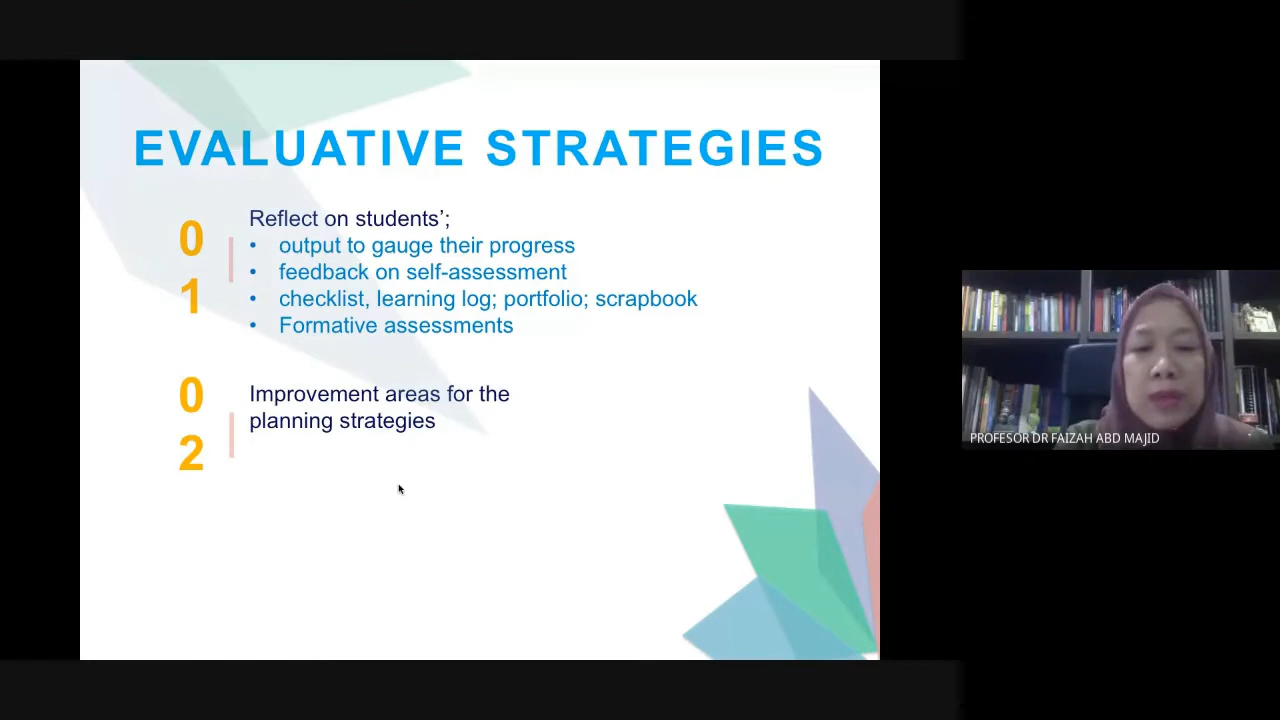 EVALUATIVE STRATEGIES
0
1
Reflect on students’;
• output to gauge their progress
• feedback on self-assessment
• checklist, learning log; portfolio; scrapbook
• Formative assessments
0
2
Improvement areas for the
planning strategies
PROFESOR DR FAIZAH ABD MAJID